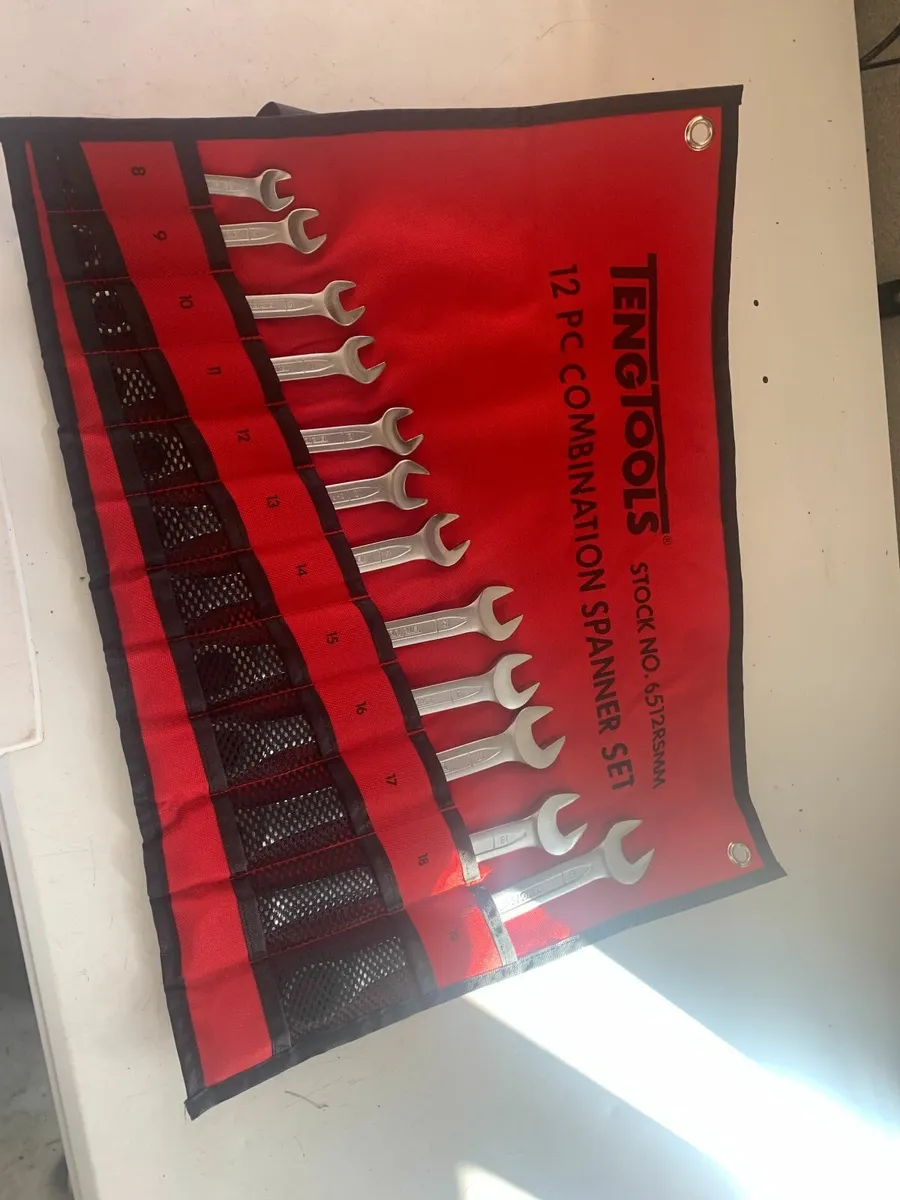 TENGTOOLS® STOCK NO. 6512RSMM
12 PC COMBINATION SPANNER SET
8 9 10 11 12 13 14 15 16 17 18 19